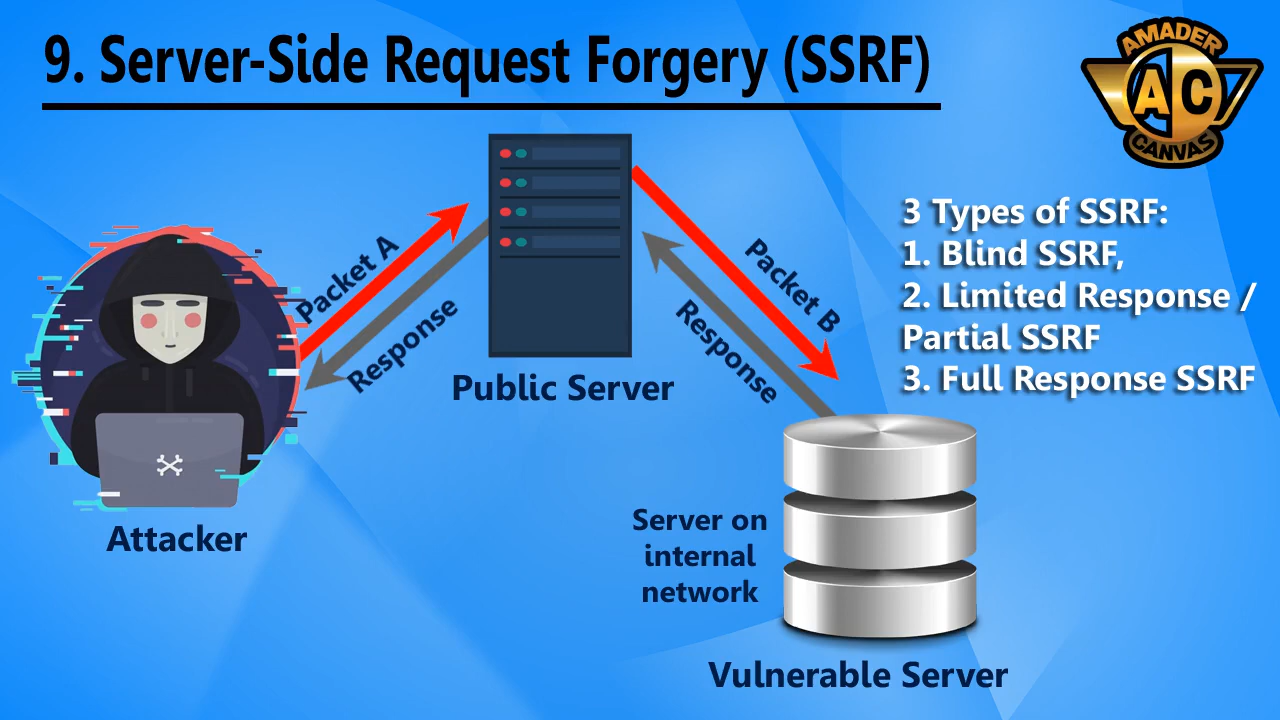 9. Server-Side Request Forgery (SSRF)
AMADER
AC
CANVAS
3 Types of SSRF:
1. Blind SSRF,
2. Limited Response /
Partial SSRF
3. Full Response SSRF
Packet A
Response
Public Server
Packet B
Response
Attacker
Server on
internal
network
Vulnerable Server